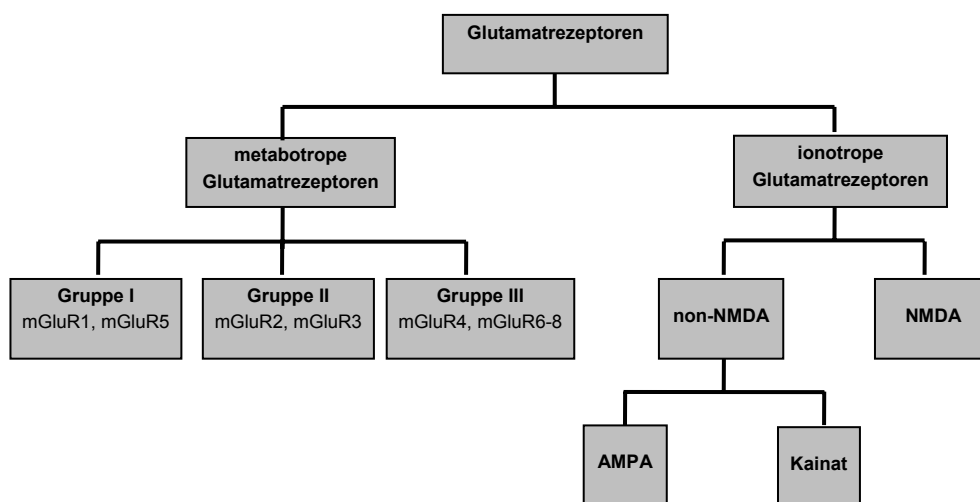 Glutamatrezeptoren
metabotrope
Glutamatrezeptoren
ionotrope
Glutamatrezeptoren
Gruppe I
mGluR1, mGluR5
Gruppe II
mGluR2, mGluR3
Gruppe III
mGluR4, mGluR6-8
non-NMDA
NMDA
AMPA
Kainat